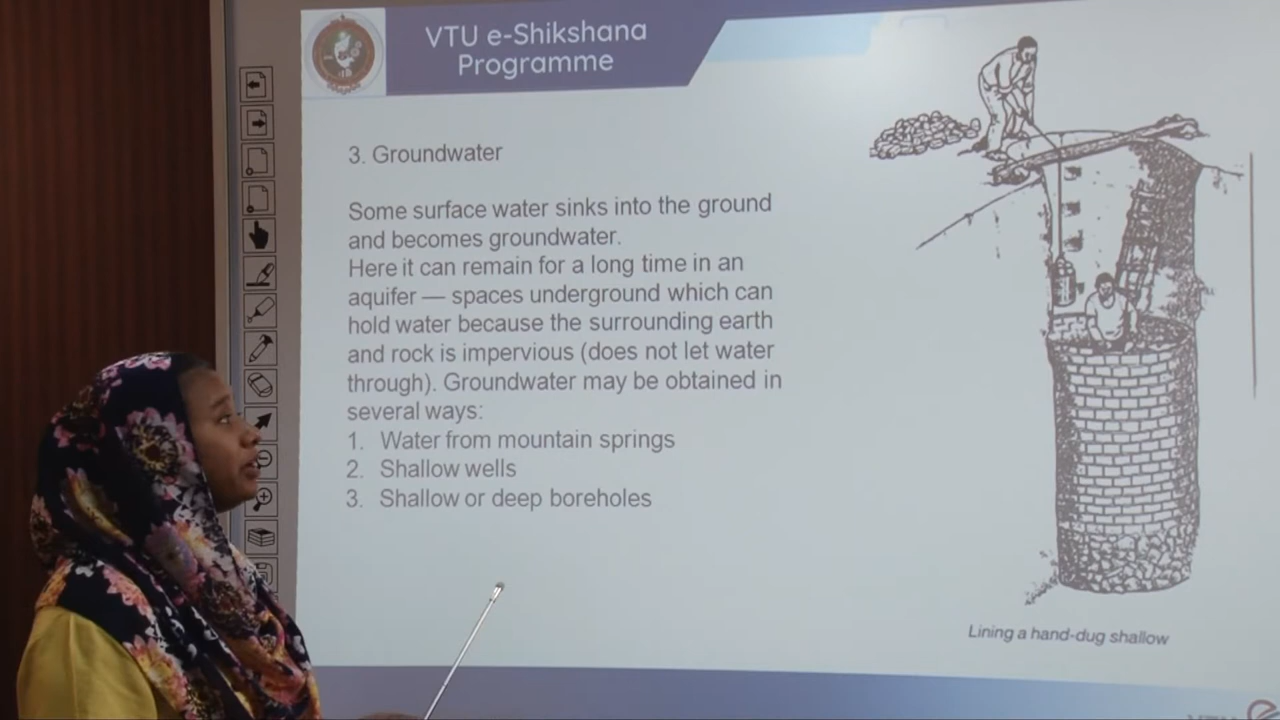 VTU e-Shikshana
Programme
3. Groundwater
Some surface water sinks into the ground
and becomes groundwater.
Here it can remain for a long time in an
aquifer — spaces underground which can
hold water because the surrounding earth
and rock is impervious (does not let water
through). Groundwater may be obtained in
several ways:
1. Water from mountain springs
2. Shallow wells
3. Shallow or deep boreholes
Lining a hand-dug shallow